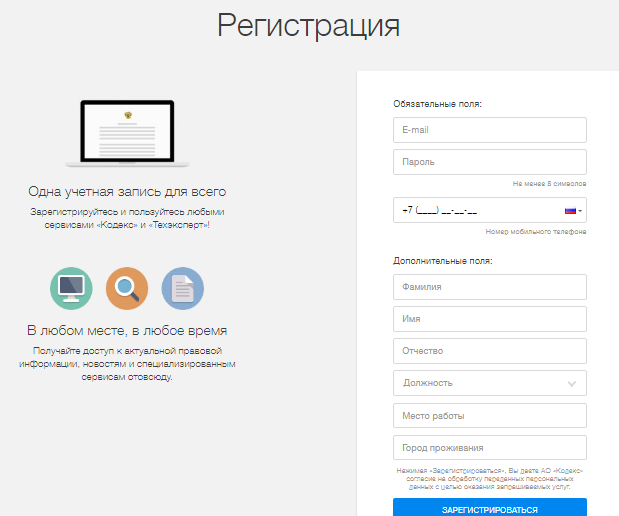 Регистрация
Одна учетная запись для всего
Зарегистрируйтесь и пользуйтесь любыми
сервисами «Кодекс» и «Техэксперт»!
В любом месте, в любое время
Получайте доступ к актуальной правовой
информации, новостям и специализированным
сервисам отовсюду.
Обязательные поля:
E-mail
Пароль
Не менее 8 символов
+7 (____) __-__-__
Номер мобильного телефона
Дополнительные поля:
Фамилия
Имя
Отчество
Должность
Место работы
Город проживания
Нажимая «Зарегистрироваться», Вы даете АО «Кодекс»
согласие на обработку переданных персональных
данных с целью оказания запрашиваемых услуг.
ЗАРЕГИСТРИРОВАТЬСЯ